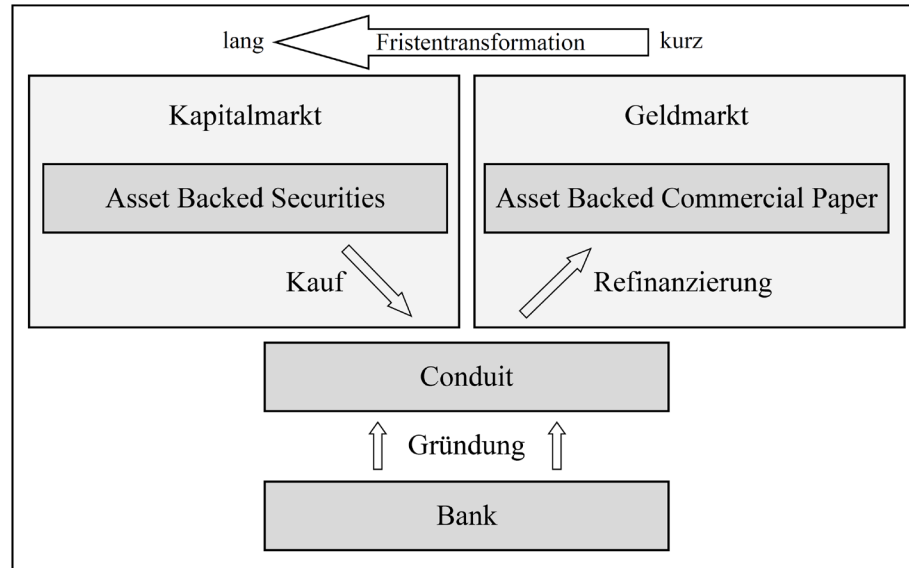 lang Fristentransformation kurz
Kapitalmarkt
Geldmarkt
Asset Backed Securities
Asset Backed Commercial Paper
Kauf
Refinanzierung
Conduit
Gründung
Bank